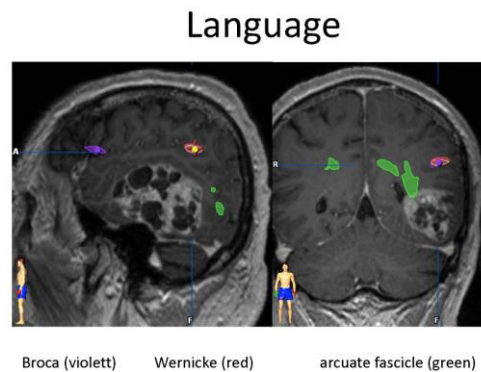 Language
A
R
F
F
Broca (violett) Wernicke (red) arcuate fascicle (green)